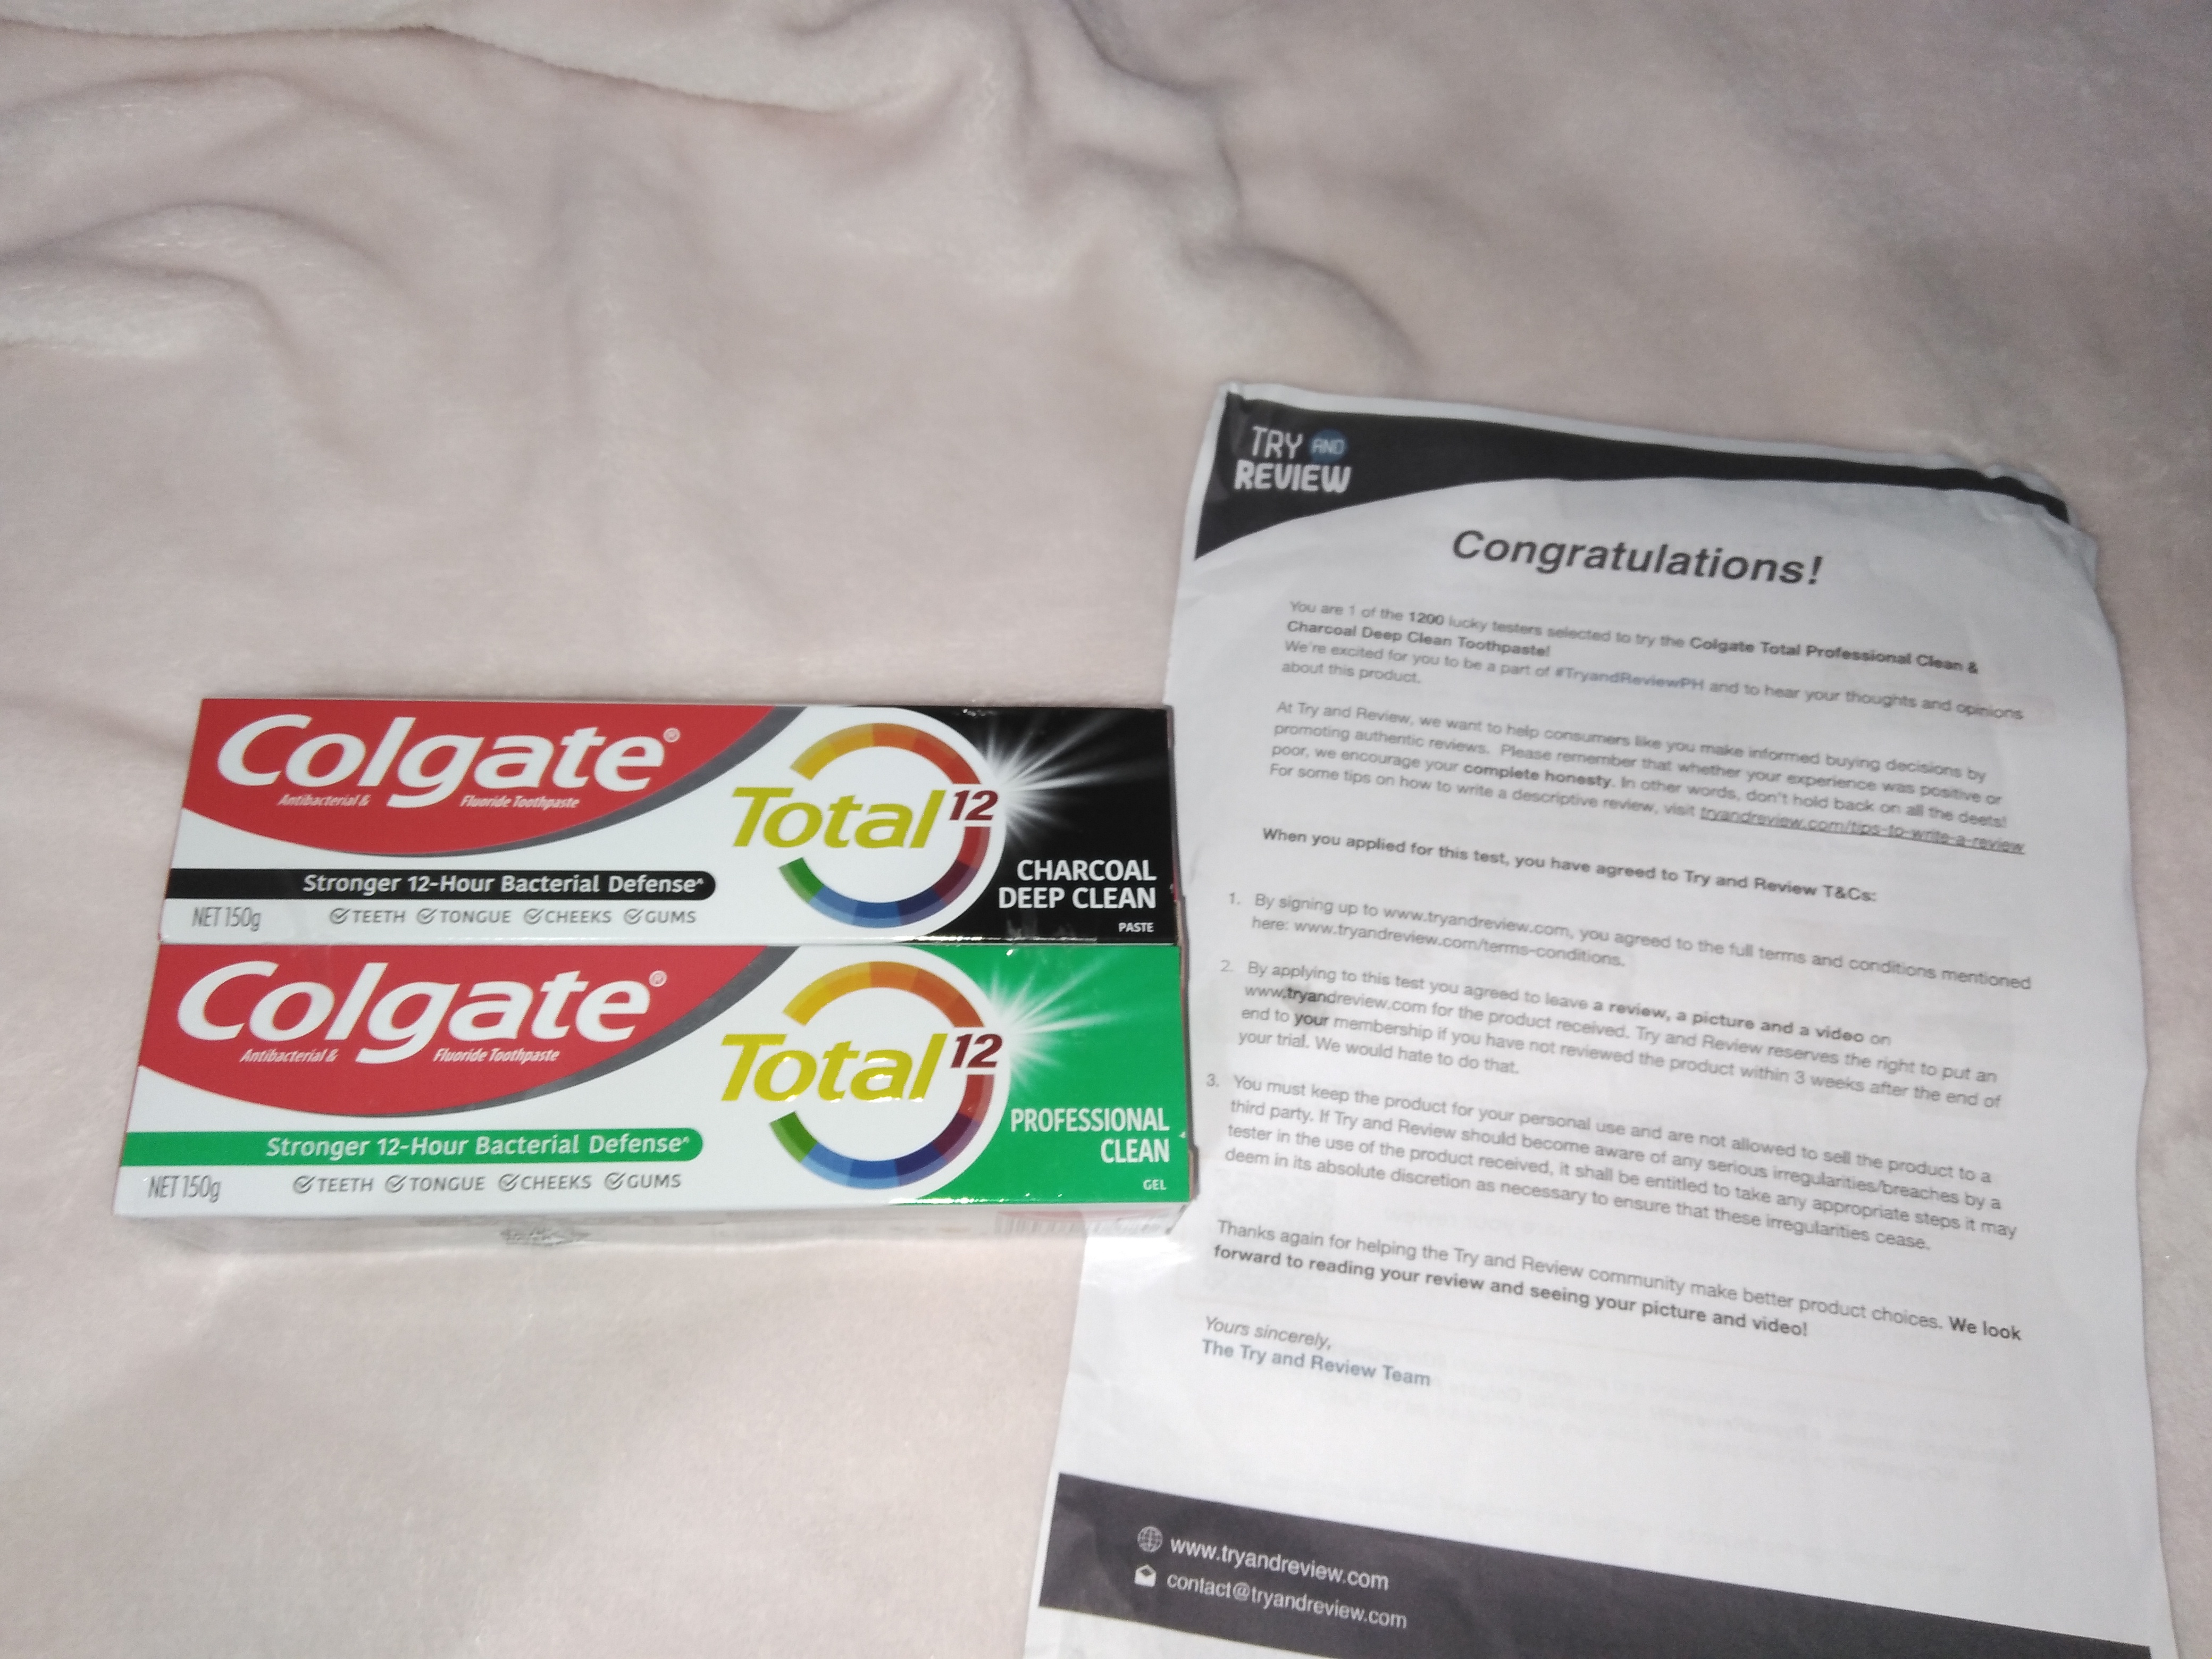 Colgate®
Antibacterial & Fluoride Toothpaste
Total 12
Stronger 12-Hour Bacterial Defense^
CHARCOAL
DEEP CLEAN
NET 150g
TEETH TONGUE CHEEKS GUMS
PASTE
Colgate®
Antibacterial & Fluoride Toothpaste
Total 12
Stronger 12-Hour Bacterial Defense^
PROFESSIONAL
CLEAN
NET 150g
TEETH TONGUE CHEEKS GUMS
GEL
TRY AND
REVIEW
Congratulations!
You are 1 of the 1200 lucky testers selected to try the Colgate Total Professional Clean &
Charcoal Deep Clean Toothpaste!
We're excited for you to be a part of #TryandReviewPH and to hear your thoughts and opinions
about this product.
At Try and Review, we want to help consumers like you make informed buying decisions by
promoting authentic reviews. Please remember that whether your experience was positive or
poor, we encourage your complete honesty. In other words, don't hold back on all the deets!
For some tips on how to write a descriptive review, visit tryandreview.com/tips-to-write-a-review
When you applied for this test, you have agreed to Try and Review T&Cs:
1. By signing up to www.tryandreview.com, you agreed to the full terms and conditions mentioned
here: www.tryandreview.com/terms-conditions.
2. By applying to this test you agreed to leave a review, a picture and a video on
www.tryandreview.com for the product received. Try and Review reserves the right to put an
end to your membership if you have not reviewed the product within 3 weeks after the end of
your trial. We would hate to do that.
3. You must keep the product for your personal use and are not allowed to sell the product to a
third party. If Try and Review should become aware of any serious irregularities/breaches by a
tester in the use of the product received, it shall be entitled to take any appropriate steps it may
deem in its absolute discretion as necessary to ensure that these irregularities cease.
Thanks again for helping the Try and Review community make better product choices. We look
forward to reading your review and seeing your picture and video!
Yours sincerely,
The Try and Review Team
www.tryandreview.com
contact@tryandreview.com